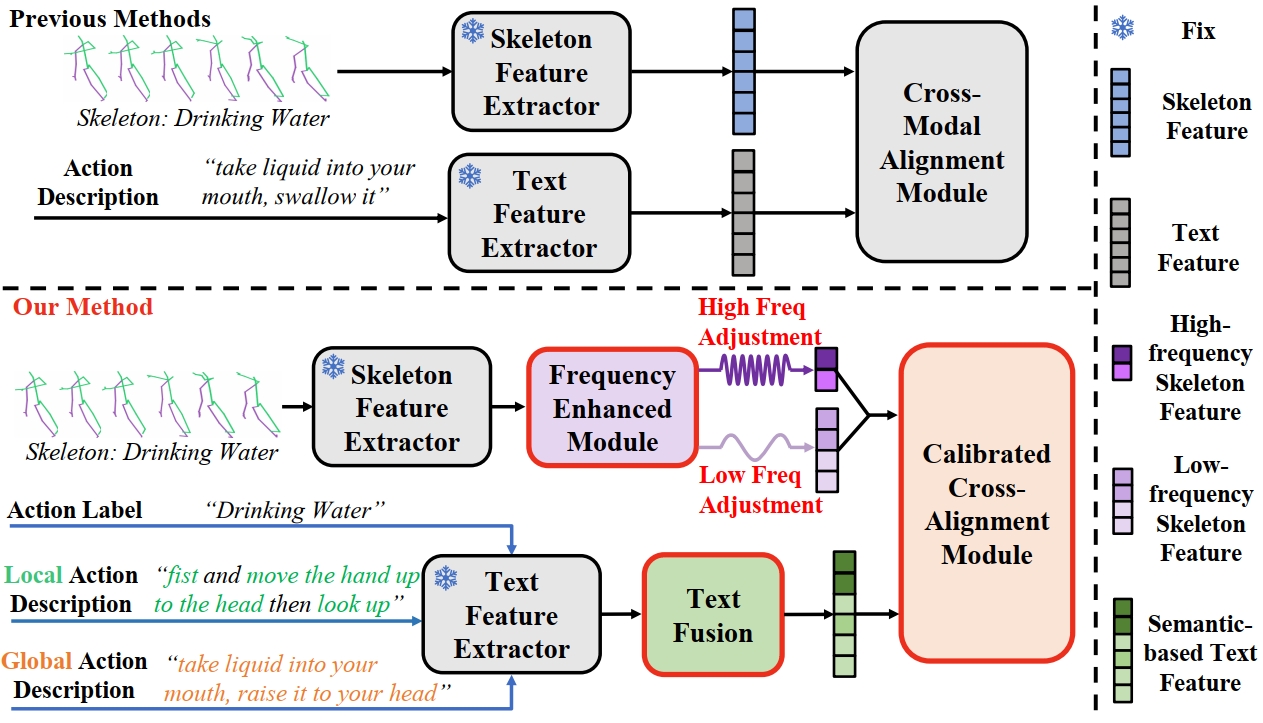 Previous Methods
Skeleton: Drinking Water
Skeleton
Feature
Extractor
Action
Description
“take liquid into your
mouth, swallow it”
Text
Feature
Extractor
Cross-
Modal
Alignment
Module
Our Method
Skeleton: Drinking Water
Skeleton
Feature
Extractor
Frequency
Enhanced
Module
High Freq
Adjustment
Low Freq
Adjustment
Action Label
“Drinking Water”
Local Action
Description
“fist and move the hand up
to the head then look up”
Global Action
Description
“take liquid into your
mouth, raise it to your head”
Text
Feature
Extractor
Text
Fusion
Calibrated
Cross-
Alignment
Module
Fix
Skeleton
Feature
Text
Feature
High-
frequency
Skeleton
Feature
Low-
frequency
Skeleton
Feature
Semantic-
based Text
Feature